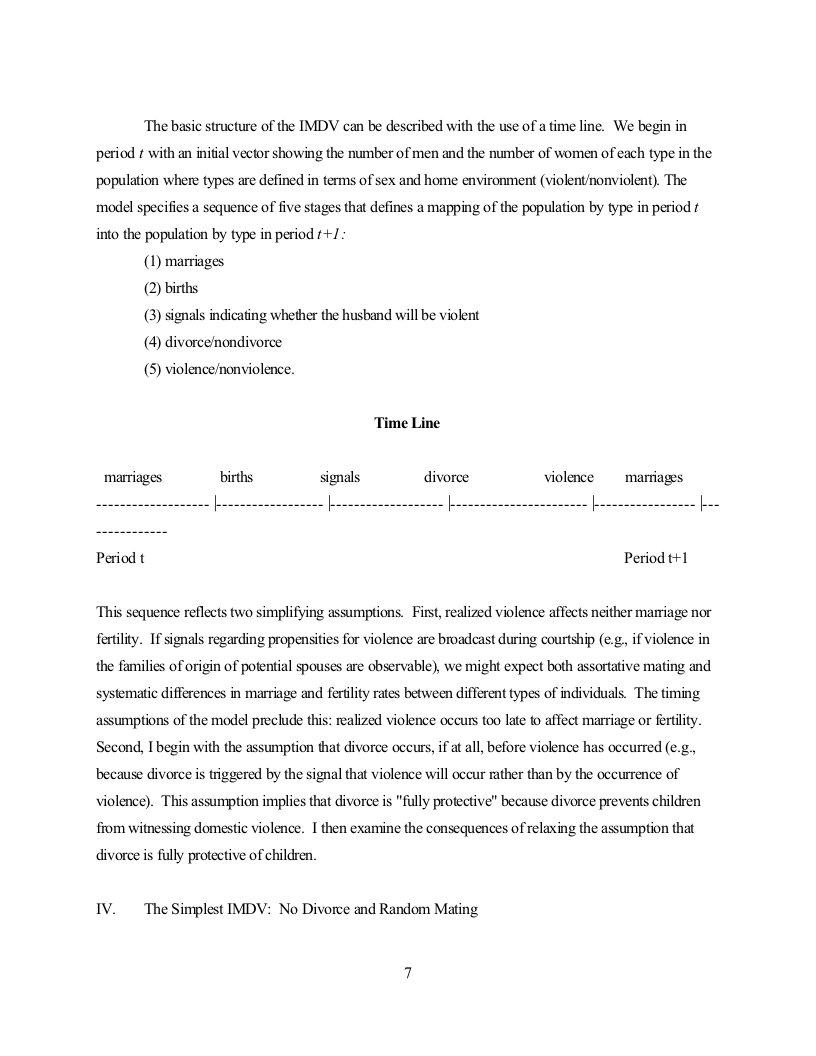 The basic structure of the IMDV can be described with the use of a time line.  We begin in
period t with an initial vector showing the number of men and the number of women of each type in the
population where types are defined in terms of sex and home environment (violent/nonviolent). The
model specifies a sequence of five stages that defines a mapping of the population by type in period t
into the population by type in period t+1:
(1) marriages
(2) births
(3) signals indicating whether the husband will be violent
(4) divorce/nondivorce
(5) violence/nonviolence.
Time Line
marriages births signals divorce violence marriages
------------------- |------------------ |------------------- |----------------------- |----------------- |---
------------
Period t Period t+1
This sequence reflects two simplifying assumptions.  First, realized violence affects neither marriage nor
fertility.  If signals regarding propensities for violence are broadcast during courtship (e.g., if violence in
the families of origin of potential spouses are observable), we might expect both assortative mating and
systematic differences in marriage and fertility rates between different types of individuals.  The timing
assumptions of the model preclude this: realized violence occurs too late to affect marriage or fertility.
Second, I begin with the assumption that divorce occurs, if at all, before violence has occurred (e.g.,
because divorce is triggered by the signal that violence will occur rather than by the occurrence of
violence).  This assumption implies that divorce is "fully protective" because divorce prevents children
from witnessing domestic violence.  I then examine the consequences of relaxing the assumption that
divorce is fully protective of children.
IV. The Simplest IMDV:  No Divorce and Random Mating
7